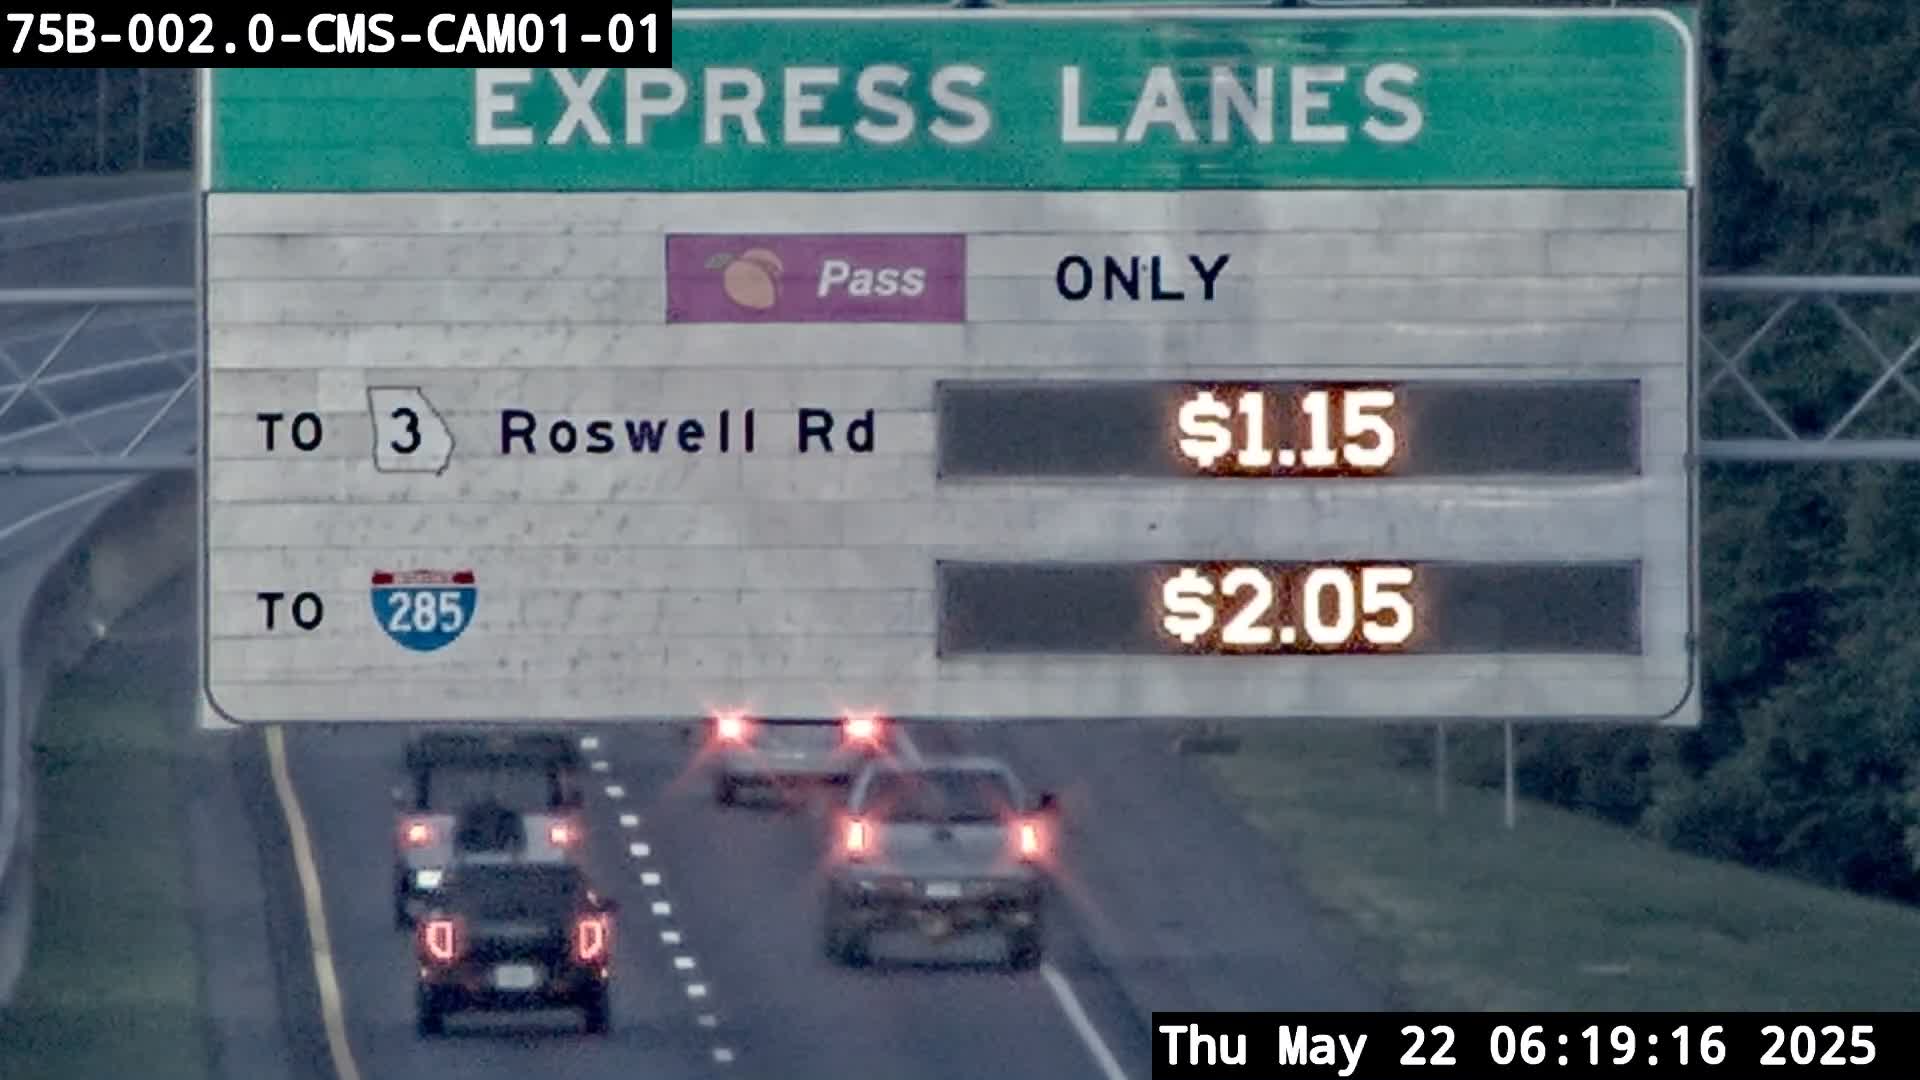 75B-002.0-CMS-CAM01-01
EXPRESS LANES
Pass ONLY
TO 3 Roswell Rd $1.15
TO 285 $2.05
Thu May 22 06:19:16 2025